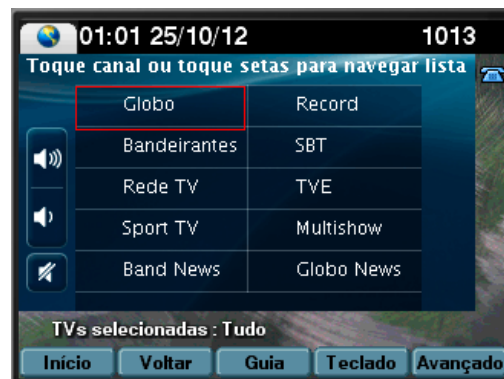 01:01 25/10/12 1013
Toque canal ou toque setas para navegar lista
Globo Record
Bandeirantes SBT
Rede TV TVE
Sport TV Multishow
Band News Globo News
TVs selecionadas : Tudo
Início Voltar Guia Teclado Avançado